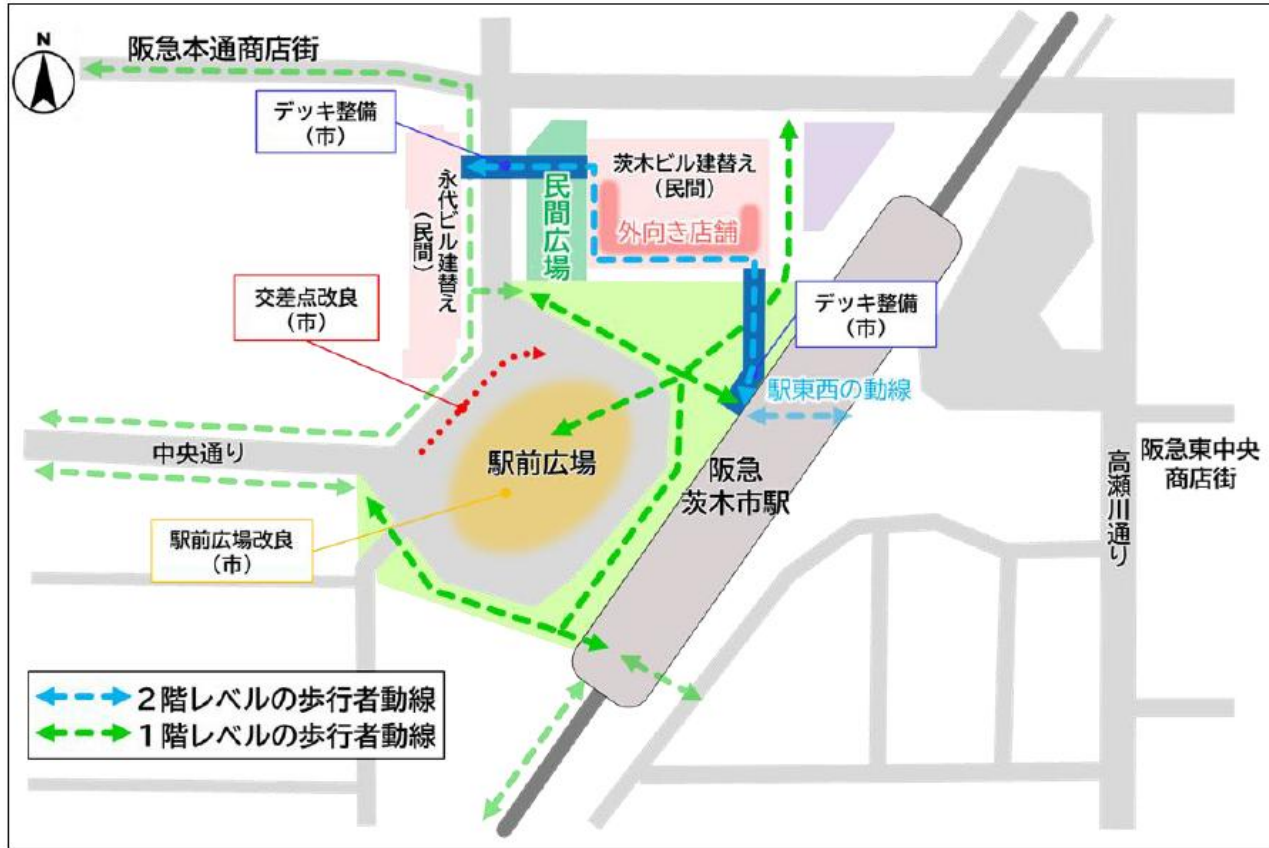 N
阪急本通商店街
デッキ整備
（市）
永代ビル建替え
（民間）
民間広場
茨木ビル建替え
（民間）
外向き店舗
交差点改良
（市）
デッキ整備
（市）
駅東西の動線
中央通り
駅前広場
阪急
茨木市駅
高瀬川通り
阪急東中央
商店街
駅前広場改良
（市）
2階レベルの歩行者動線
1階レベルの歩行者動線